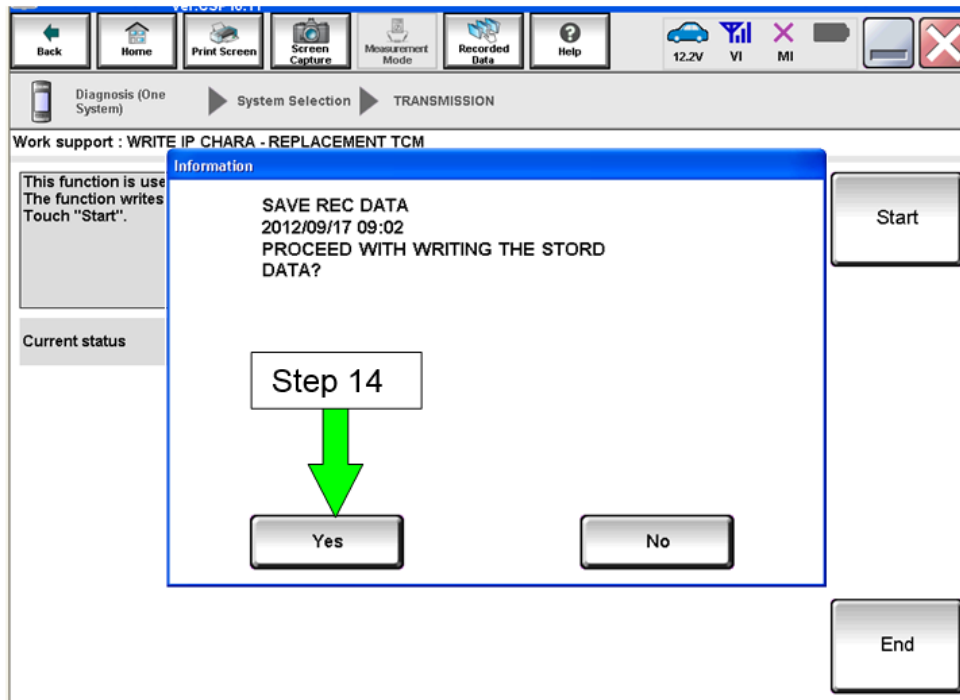 Ver.CSP16.11
Back
Home
Print Screen
Screen
Capture
Measurement
Mode
Recorded
Data
Help
12.2V
VI
MI
Diagnosis (One
System)
System Selection
TRANSMISSION
Work support : WRITE IP CHARA - REPLACEMENT TCM
Information
This function is use
The function writes
Touch "Start".
SAVE REC DATA
2012/09/17 09:02
PROCEED WITH WRITING THE STORD
DATA?
Start
Current status
Step 14
Yes
No
End